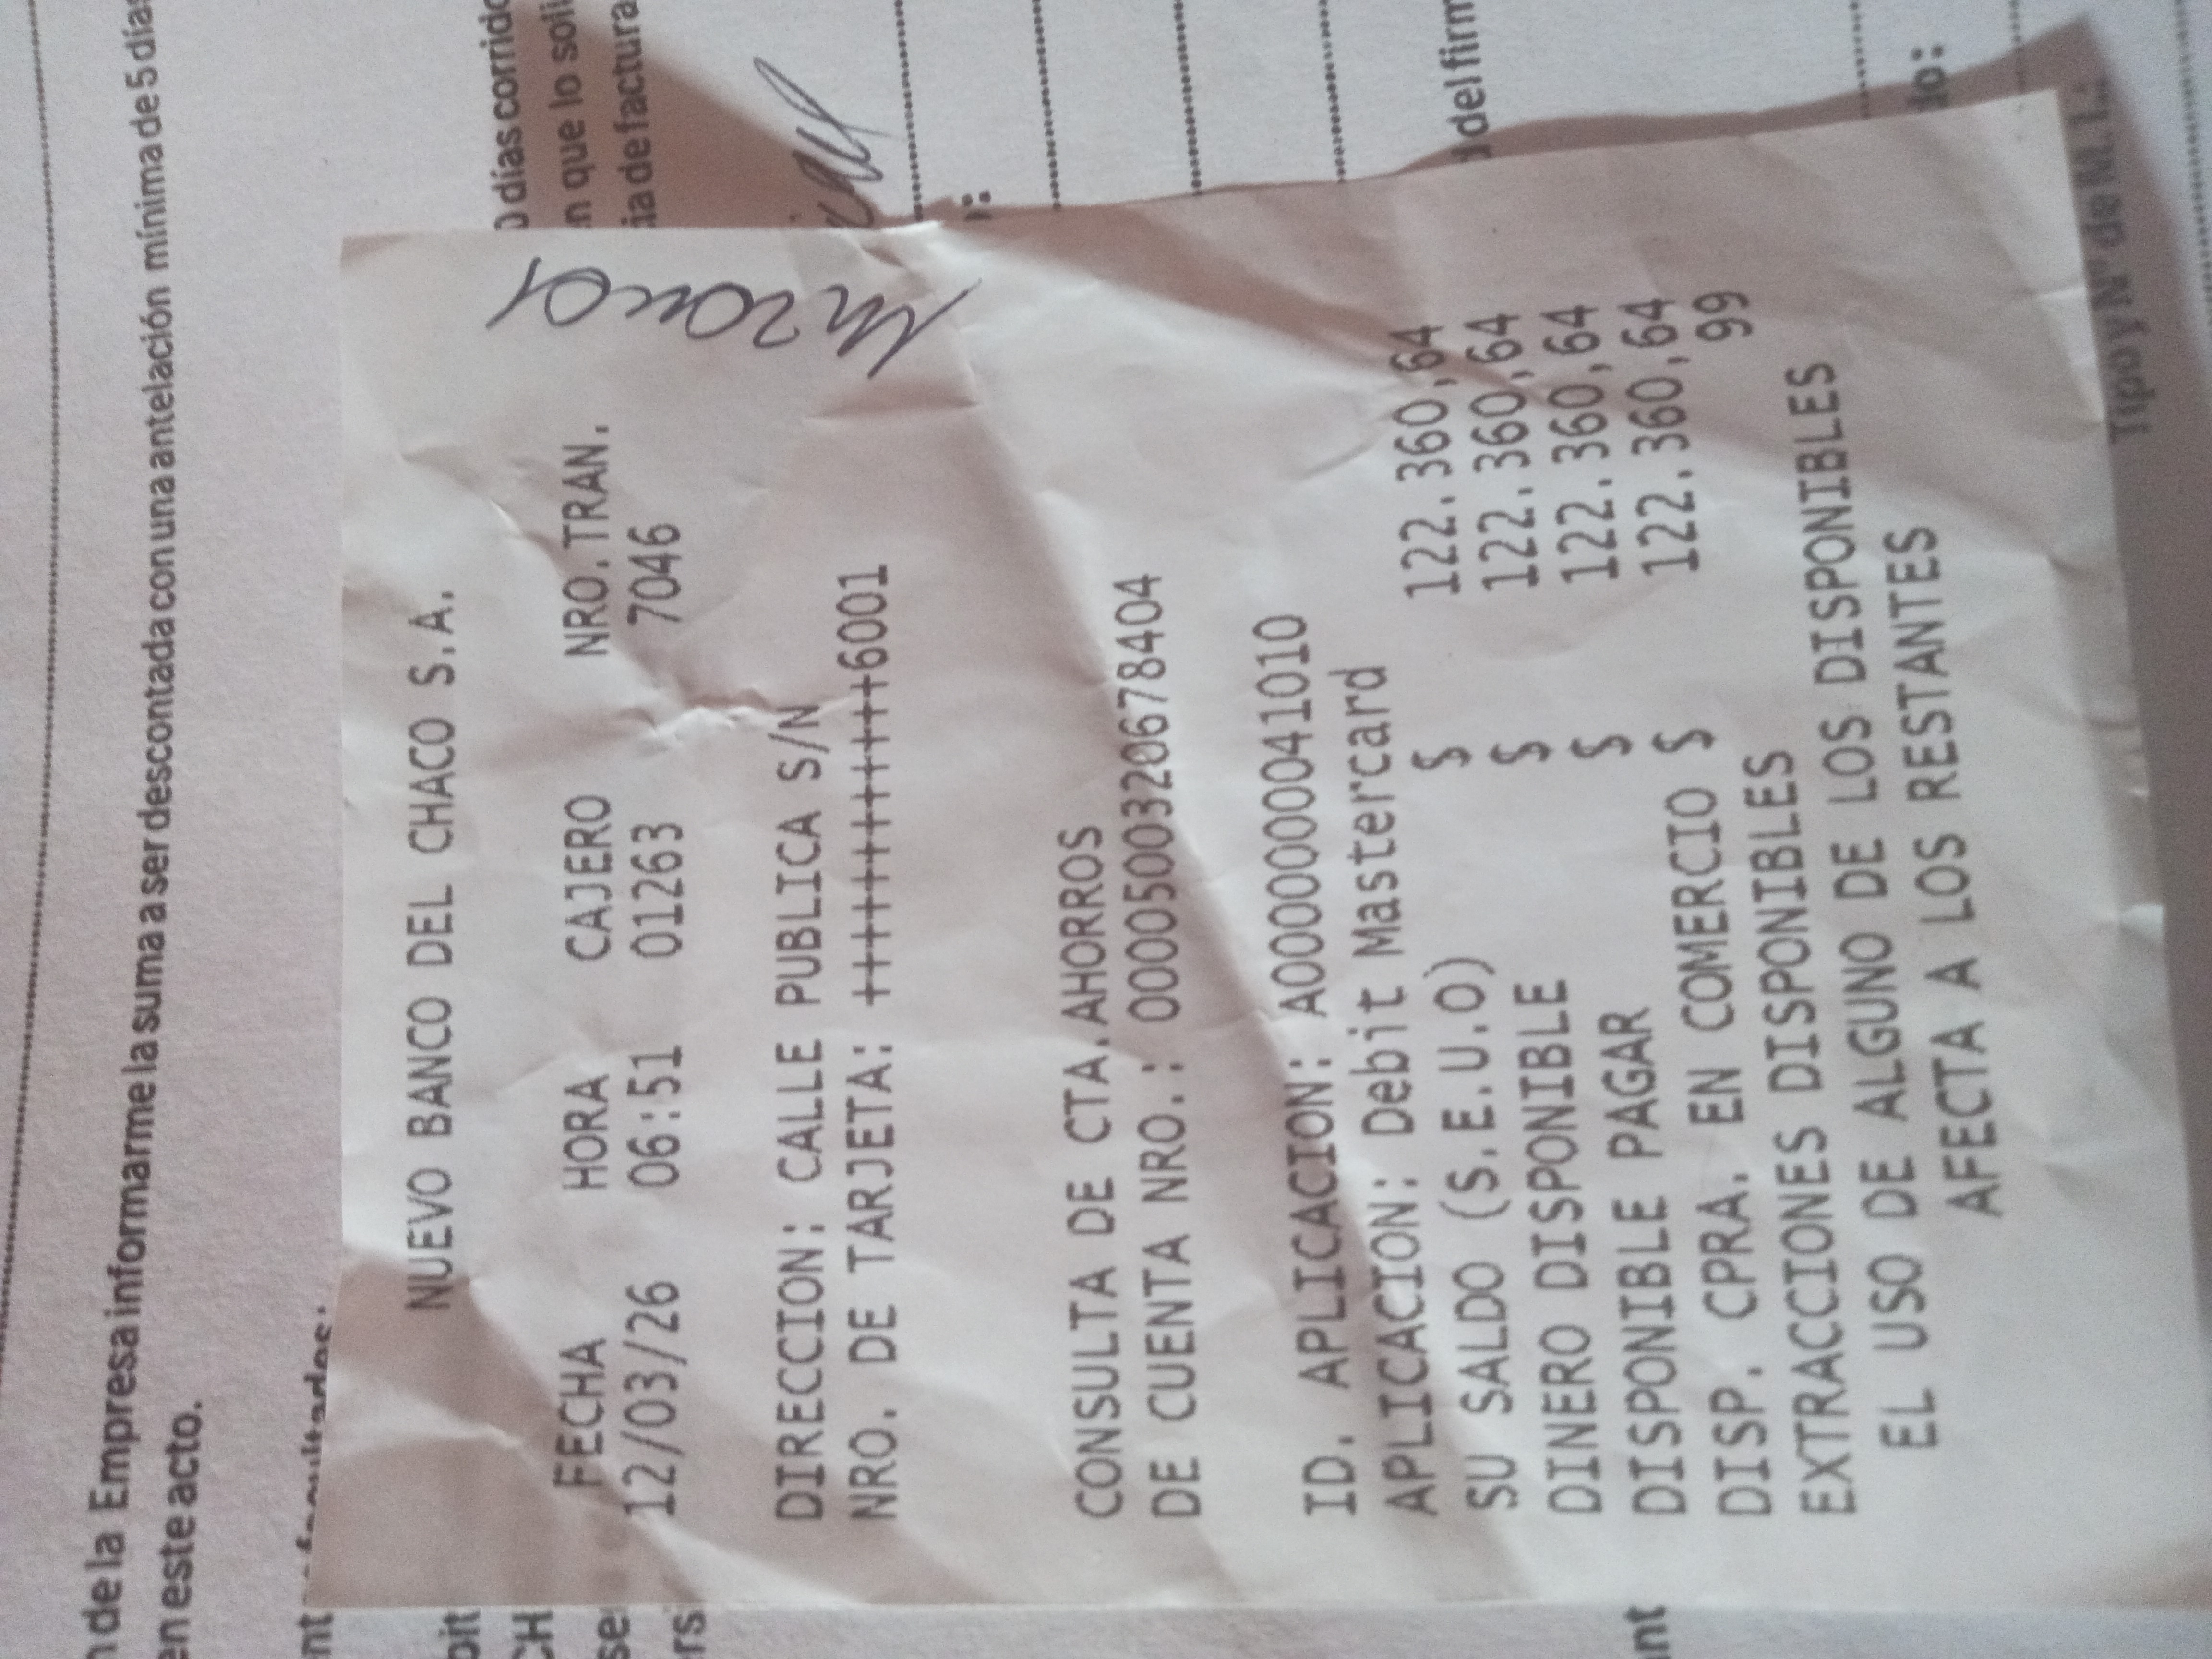 NUEVO BANCO DEL CHACO S.A.
FECHA HORA CAJERO NRO.TRAN.
12/03/26 06:51 01263 7046
DIRECCION: CALLE PUBLICA S/N
NRO. DE TARJETA: ++++++++++++6001
CONSULTA DE CTA.AHORROS
DE CUENTA NRO.: 0000500320678404
ID. APLICACION: A0000000041010
APLICACION: Debit Mastercard
SU SALDO (S.E.U.O) $ 122.360,64
DINERO DISPONIBLE $ 122.360,64
DISPONIBLE PAGAR $ 122.360,64
DISP. CPRA. EN COMERCIO $ 122.360,64
EXTRACCIONES DISPONIBLES 99
EL USO DE ALGUNO DE LOS DISPONIBLES
AFECTA A LOS RESTANTES
de la Empresa informarme la suma a ser descontada con una antelación mínima de 5 días
en este acto.
días corrido
que lo soli
de factura
del firm
Tipo y Nº de M.I.: